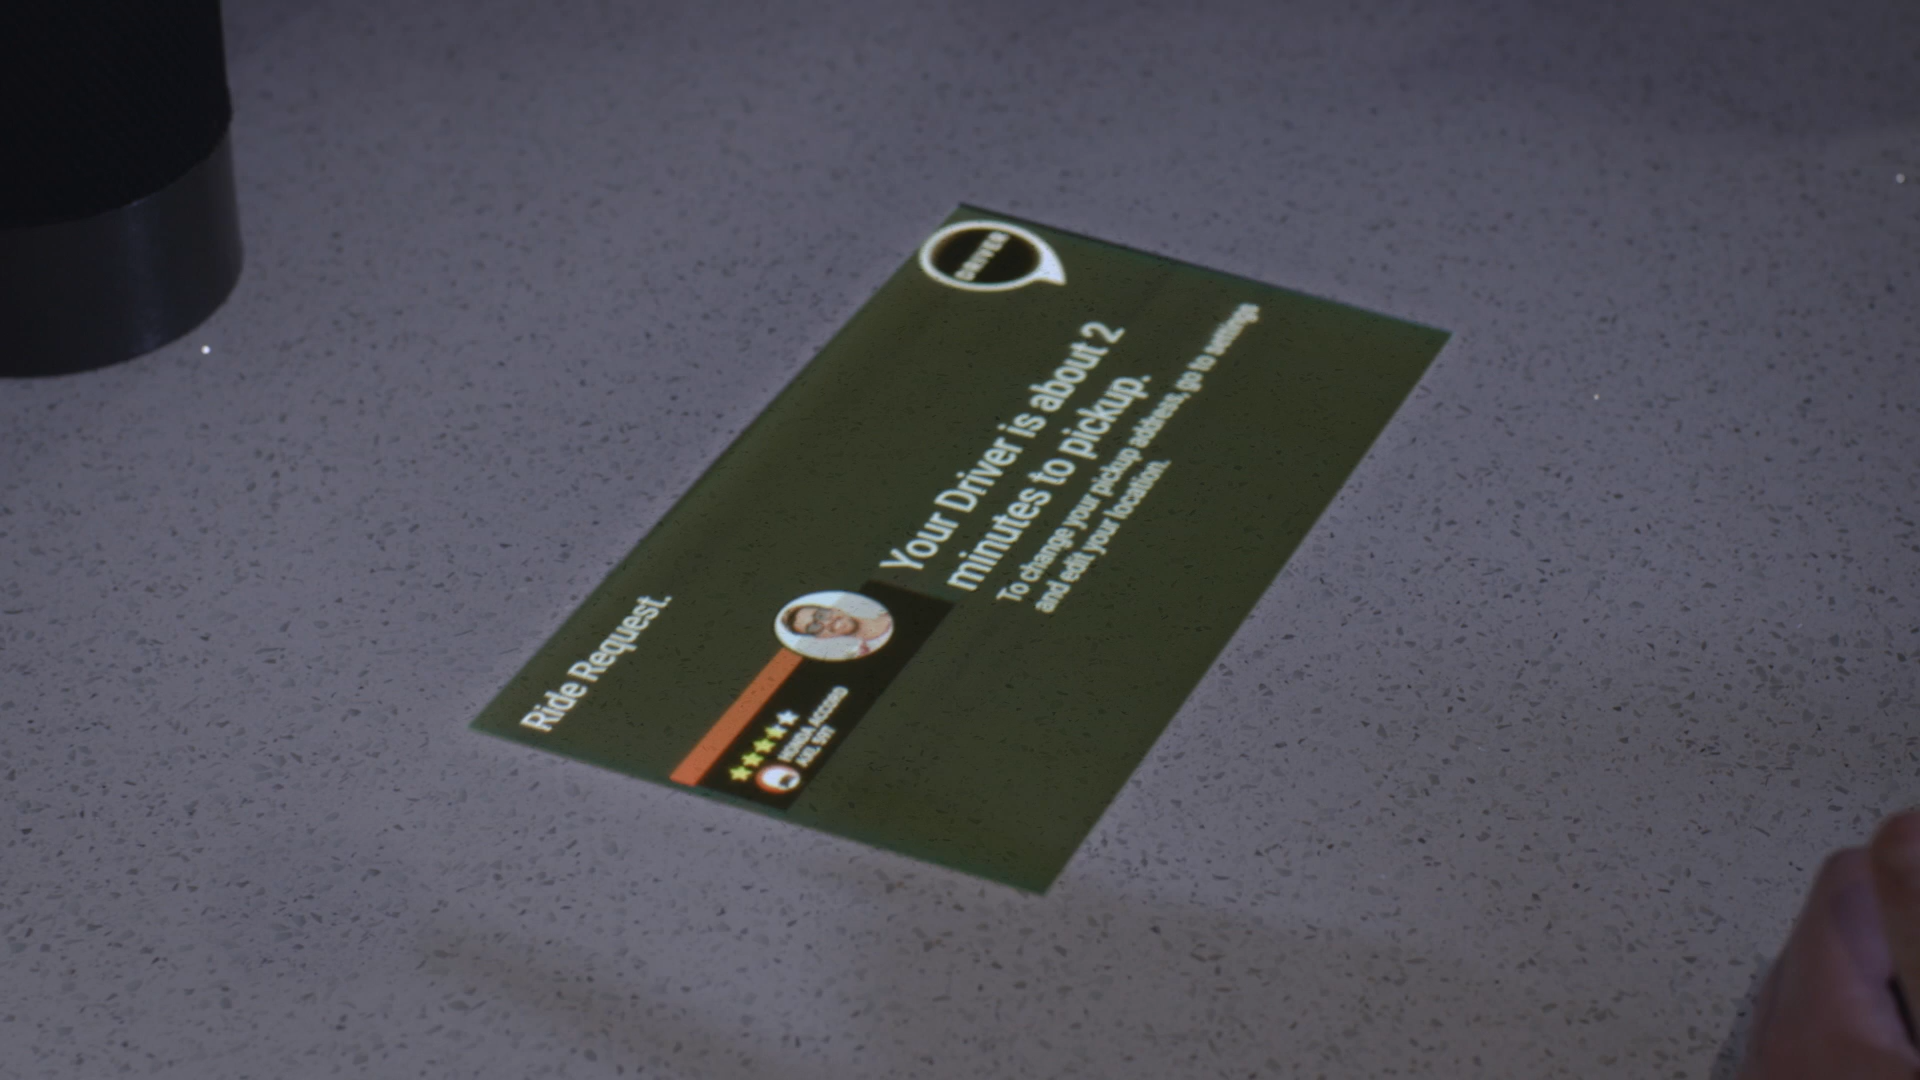 Ride Request.
DRIVER
HONDA ACCORD
Your Driver is about 2
minutes to pickup.
To change your pickup address, go to settings
and edit your location.